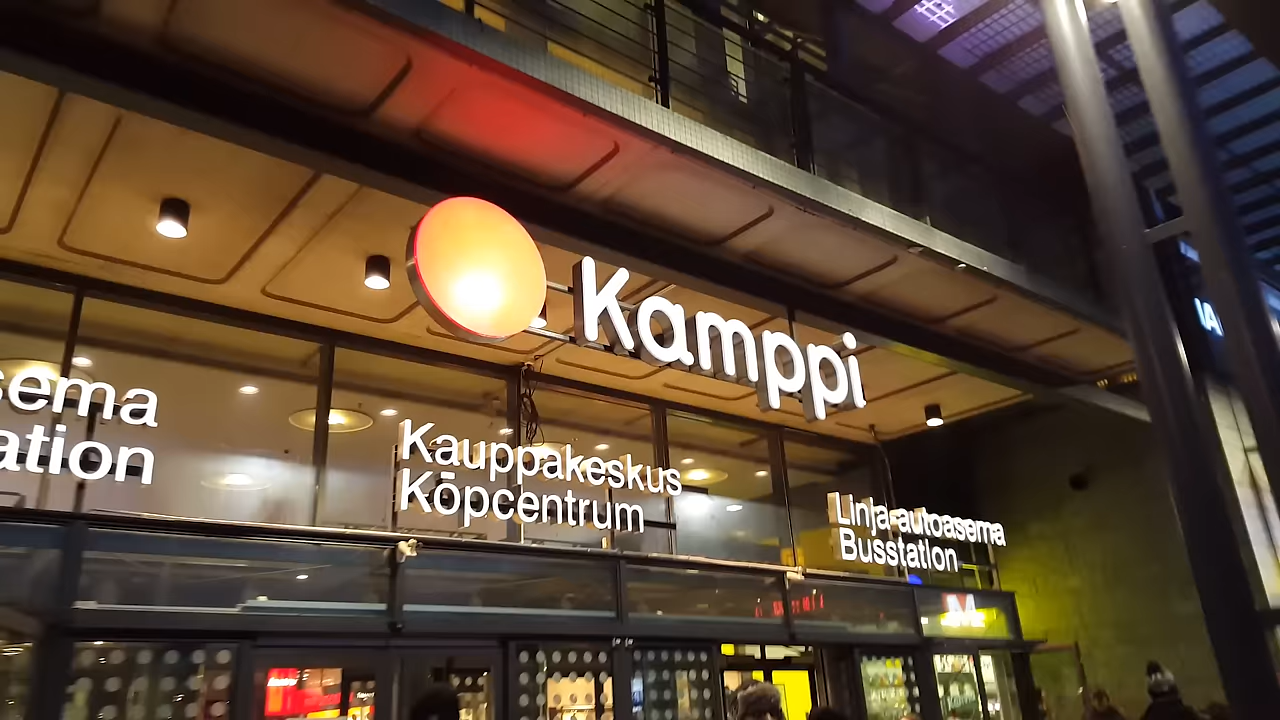 Kamppi
sema
ation
Kauppakeskus
Köpcentrum
Linja-autoasema
Busstation
M